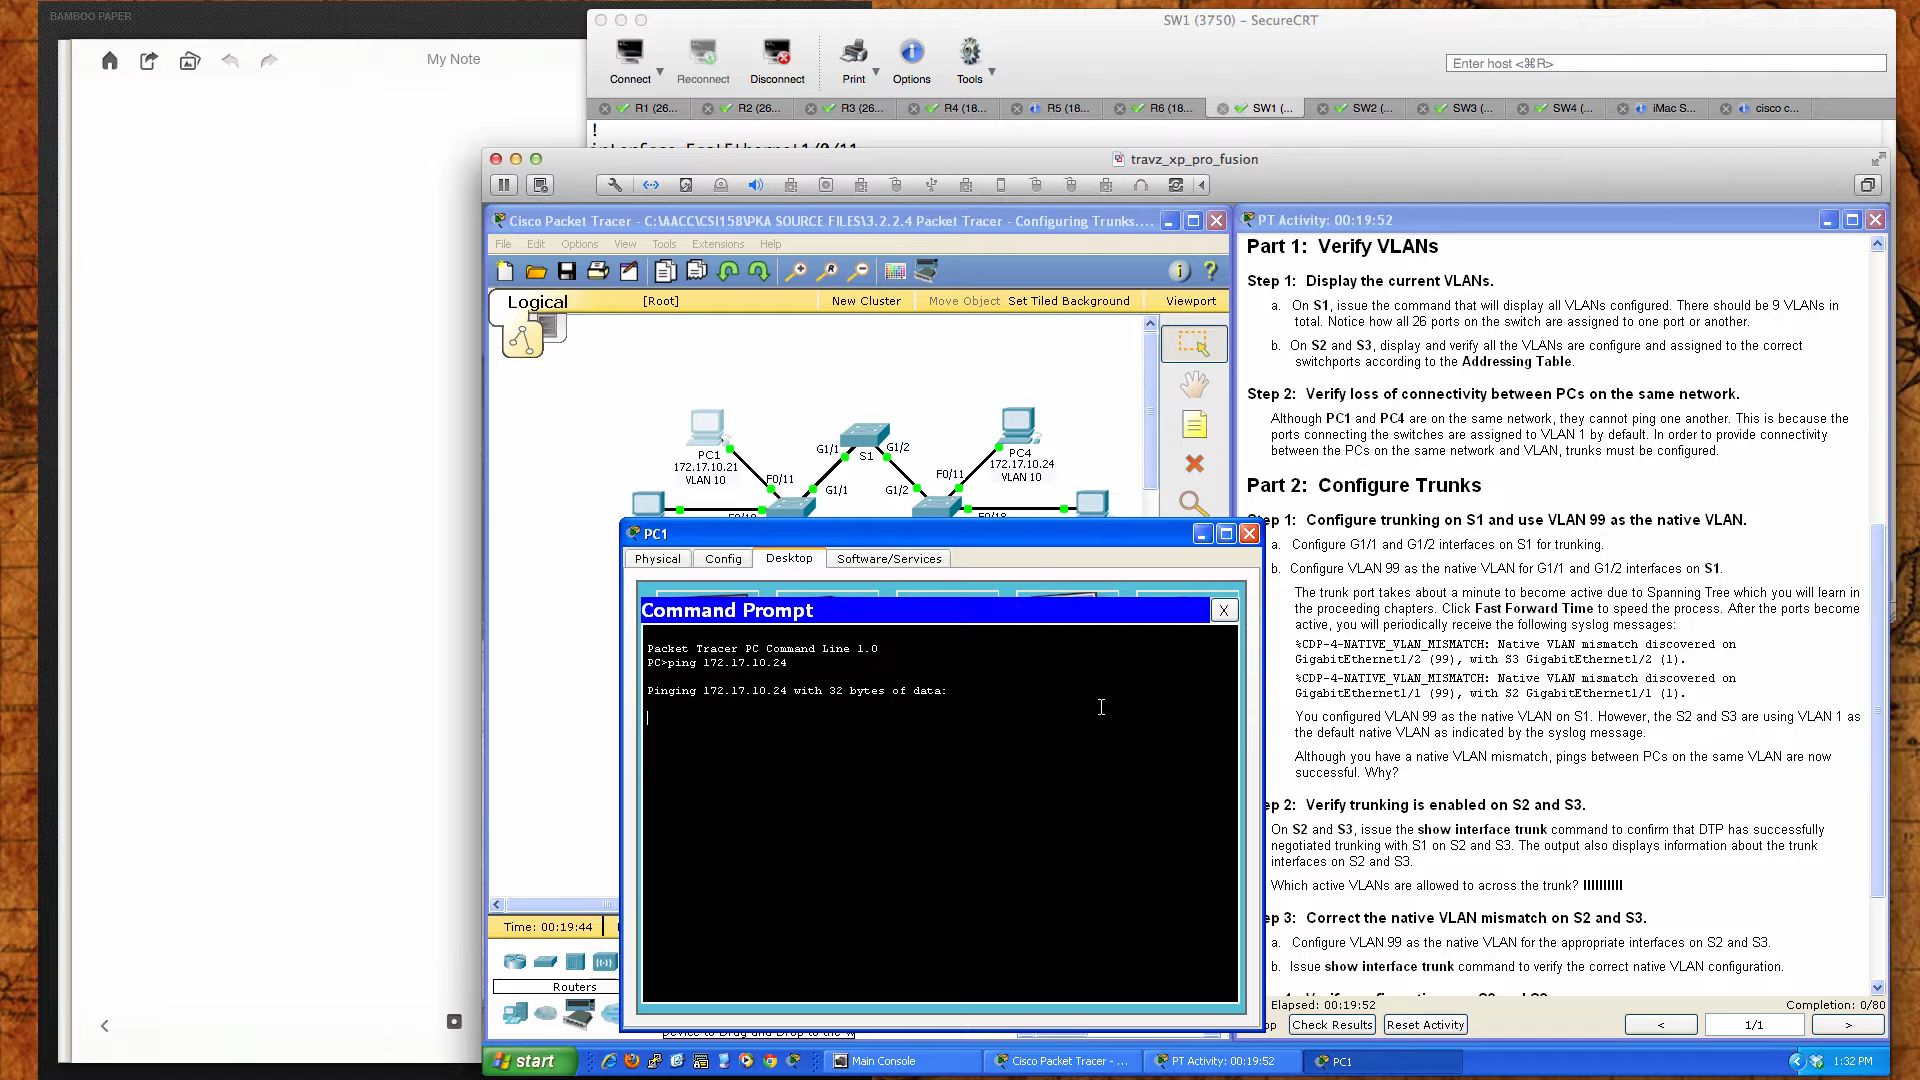 BAMBOO PAPER
My Note
SW1 (3750) – SecureCRT
Connect
Reconnect
Disconnect
Print
Options
Tools
Enter host <⌘R>
R1 (26...
R2 (26...
R3 (26...
R4 (18...
R5 (18...
R6 (18...
SW1 (...
SW2 (...
SW3 (...
SW4 (...
iMac S...
cisco c...
!
interface FastEthernet1/0/11
travz_xp_pro_fusion
Cisco Packet Tracer - C:\AACC\CSI158\PKA SOURCE FILES\3.2.2.4 Packet Tracer - Configuring Trunks....
File Edit Options View Tools Extensions Help
Logical
[Root]
New Cluster
Move Object
Set Tiled Background
Viewport
PC1
172.17.10.21
VLAN 10
F0/11
G1/1
G1/1
S1
G1/2
G1/2
F0/11
PC4
172.17.10.24
VLAN 10
F0/18
Time: 00:19:44
Routers
PC1
Physical
Config
Desktop
Software/Services
Command Prompt
X
Packet Tracer PC Command Line 1.0
PC>ping 172.17.10.24
Pinging 172.17.10.24 with 32 bytes of data:
PT Activity: 00:19:52
Part 1: Verify VLANs
Step 1: Display the current VLANs.
a. On S1, issue the command that will display all VLANs configured. There should be 9 VLANs in
total. Notice how all 26 ports on the switch are assigned to one port or another.
b. On S2 and S3, display and verify all the VLANs are configure and assigned to the correct
switchports according to the Addressing Table.
Step 2: Verify loss of connectivity between PCs on the same network.
Although PC1 and PC4 are on the same network, they cannot ping one another. This is because the
ports connecting the switches are assigned to VLAN 1 by default. In order to provide connectivity
between the PCs on the same network and VLAN, trunks must be configured.
Part 2: Configure Trunks
Step 1: Configure trunking on S1 and use VLAN 99 as the native VLAN.
a. Configure G1/1 and G1/2 interfaces on S1 for trunking.
b. Configure VLAN 99 as the native VLAN for G1/1 and G1/2 interfaces on S1.
The trunk port takes about a minute to become active due to Spanning Tree which you will learn in
the proceeding chapters. Click Fast Forward Time to speed the process. After the ports become
active, you will periodically receive the following syslog messages:
%CDP-4-NATIVE_VLAN_MISMATCH: Native VLAN mismatch discovered on
GigabitEthernet1/2 (99), with S3 GigabitEthernet1/2 (1).
%CDP-4-NATIVE_VLAN_MISMATCH: Native VLAN mismatch discovered on
GigabitEthernet1/1 (99), with S2 GigabitEthernet1/1 (1).
You configured VLAN 99 as the native VLAN on S1. However, the S2 and S3 are using VLAN 1 as
the default native VLAN as indicated by the syslog message.
Although you have a native VLAN mismatch, pings between PCs on the same VLAN are now
successful. Why?
ep 2: Verify trunking is enabled on S2 and S3.
On S2 and S3, issue the show interface trunk command to confirm that DTP has successfully
negotiated trunking with S1 on S2 and S3. The output also displays information about the trunk
interfaces on S2 and S3.
Which active VLANs are allowed to across the trunk? IIIIIIIIII
ep 3: Correct the native VLAN mismatch on S2 and S3.
a. Configure VLAN 99 as the native VLAN for the appropriate interfaces on S2 and S3.
b. Issue show interface trunk command to verify the correct native VLAN configuration.
Elapsed: 00:19:52
Completion: 0/80
Check Results
Reset Activity
<
1/1
>
start
Main Console
Cisco Packet Tracer - ...
PT Activity: 00:19:52
PC1
1:32 PM